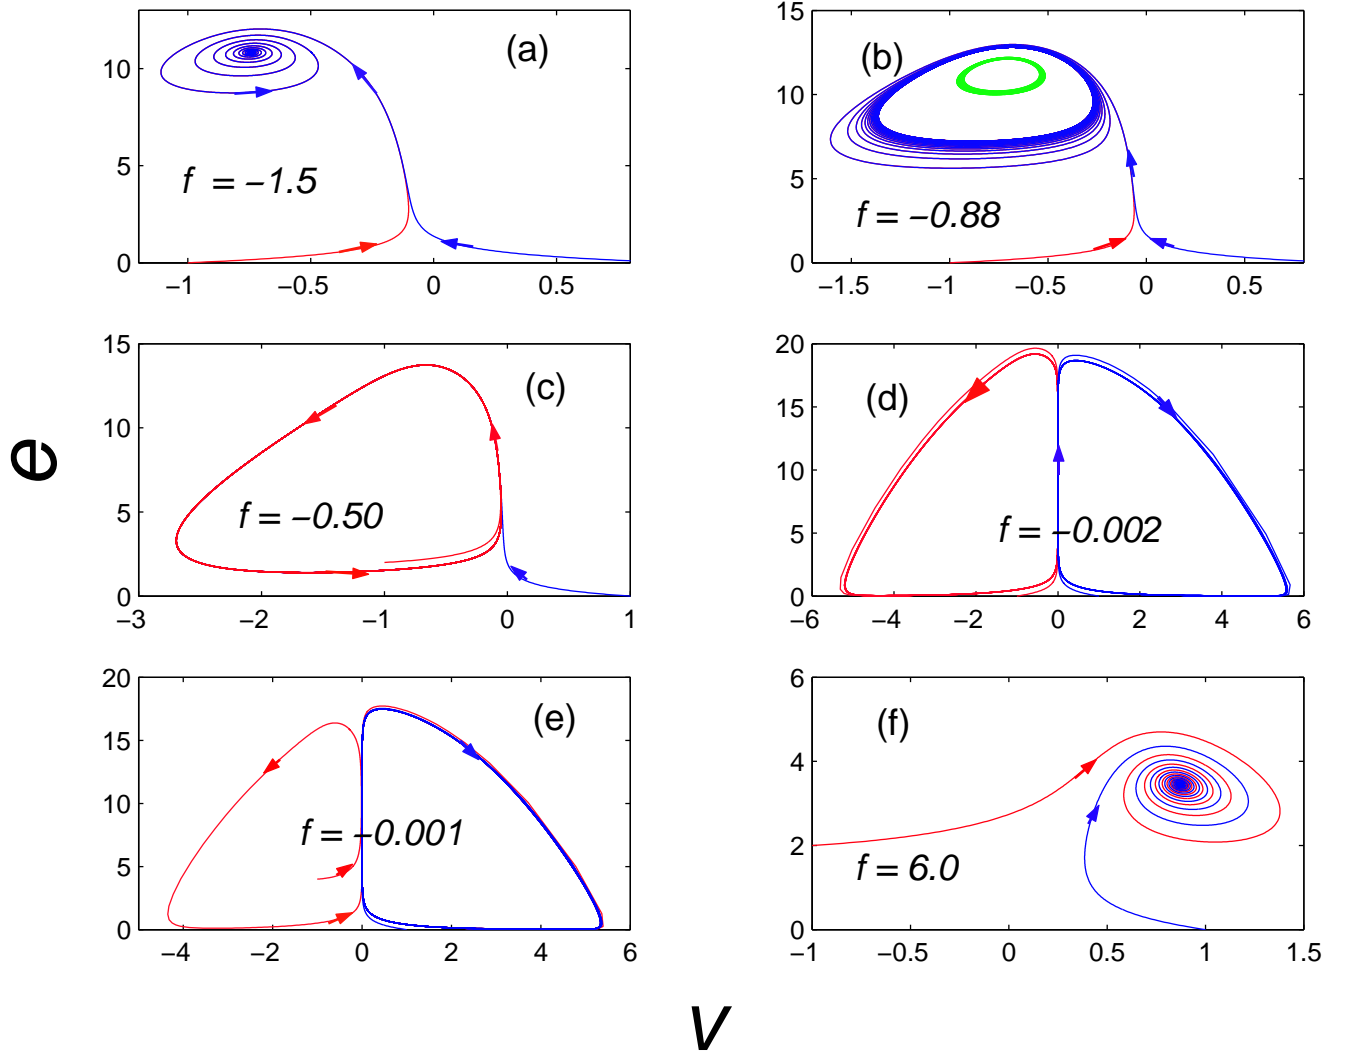 (a)
f = −1.5
10
5
0
−1 −0.5 0 0.5
(b)
f = −0.88
15
10
5
0
−1.5 −1 −0.5 0 0.5
(c)
f = −0.50
15
10
5
0
−3 −2 −1 0 1
(d)
f = −0.002
20
15
10
5
0
−6 −4 −2 0 2 4 6
(e)
f = −0.001
20
15
10
5
0
−4 −2 0 2 4 6
(f)
f = 6.0
6
4
2
0
−1 −0.5 0 0.5 1 1.5
e
v